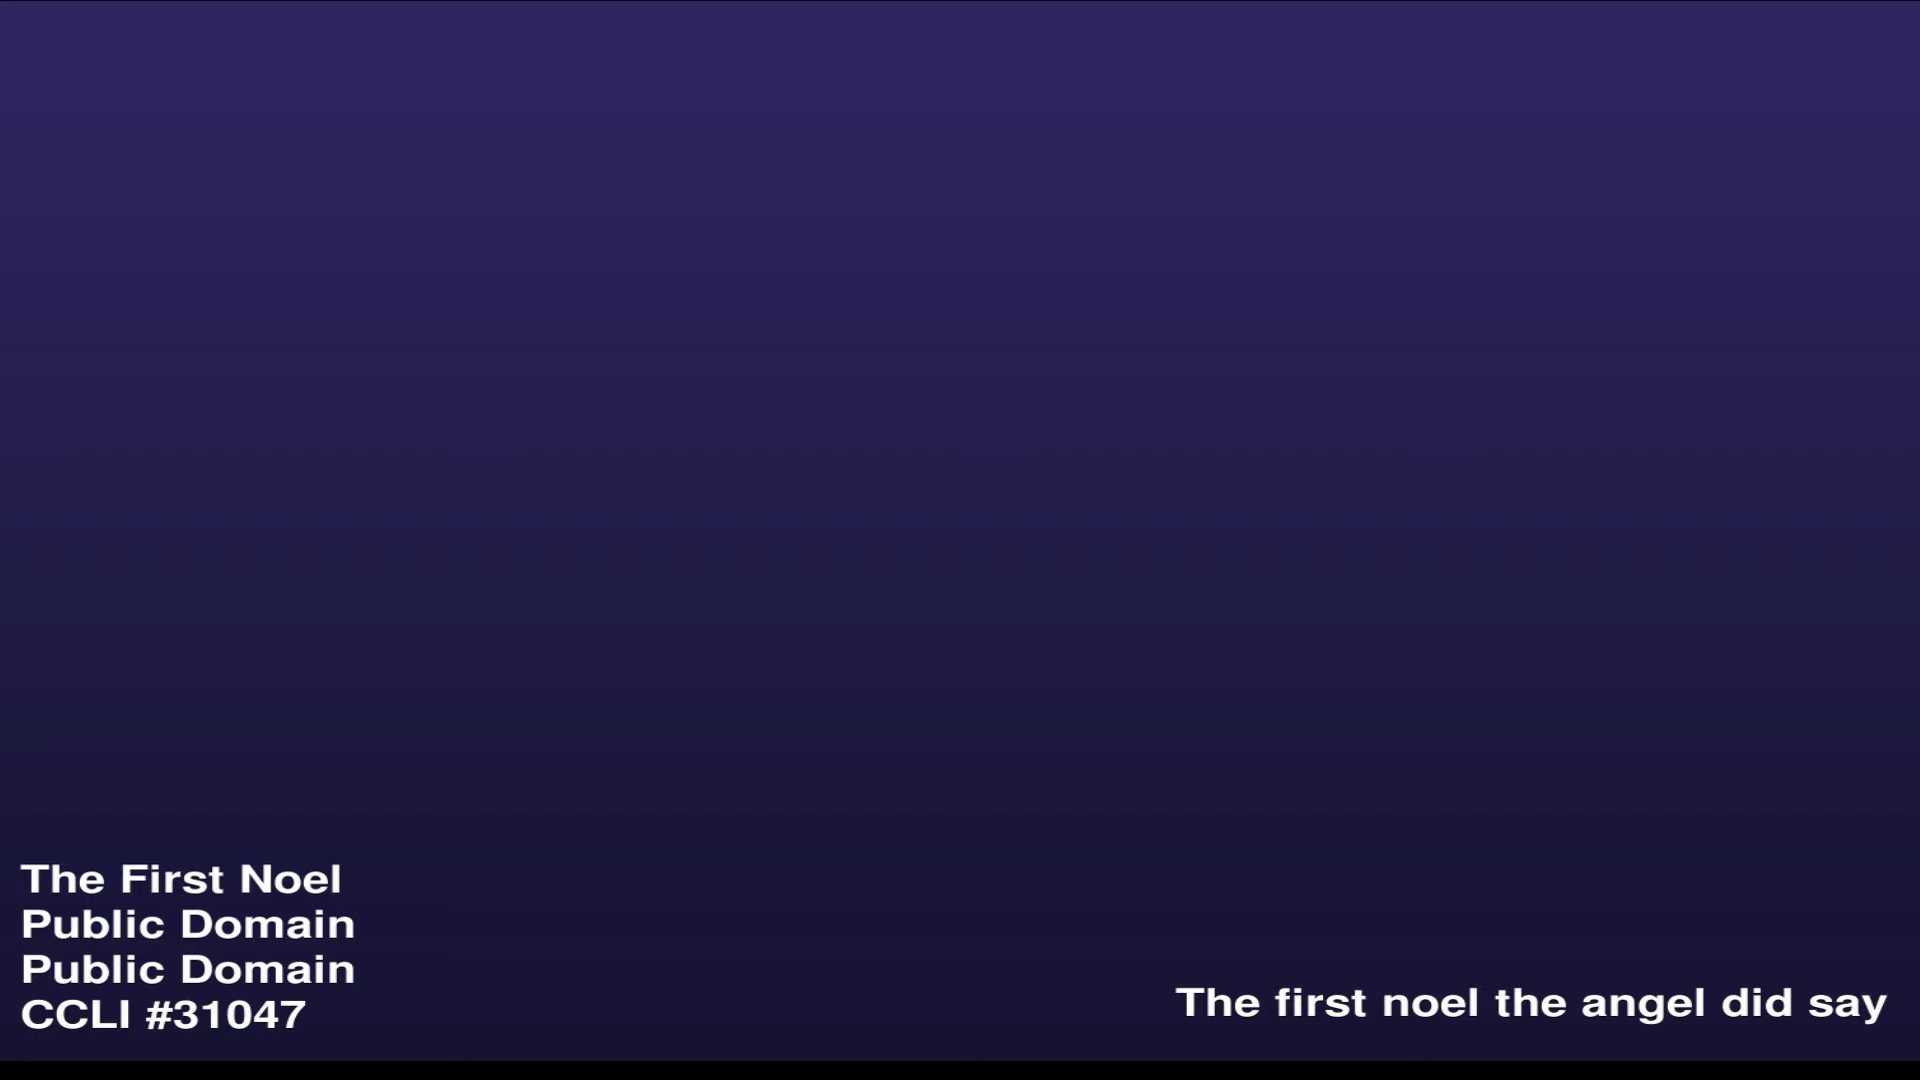 The First Noel
Public Domain
Public Domain
CCLI #31047
The first noel the angel did say